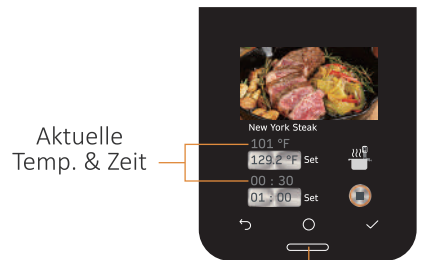 New York Steak
Aktuelle
Temp. & Zeit
101 °F
129.2 °F Set
00 : 30
01 : 00 Set